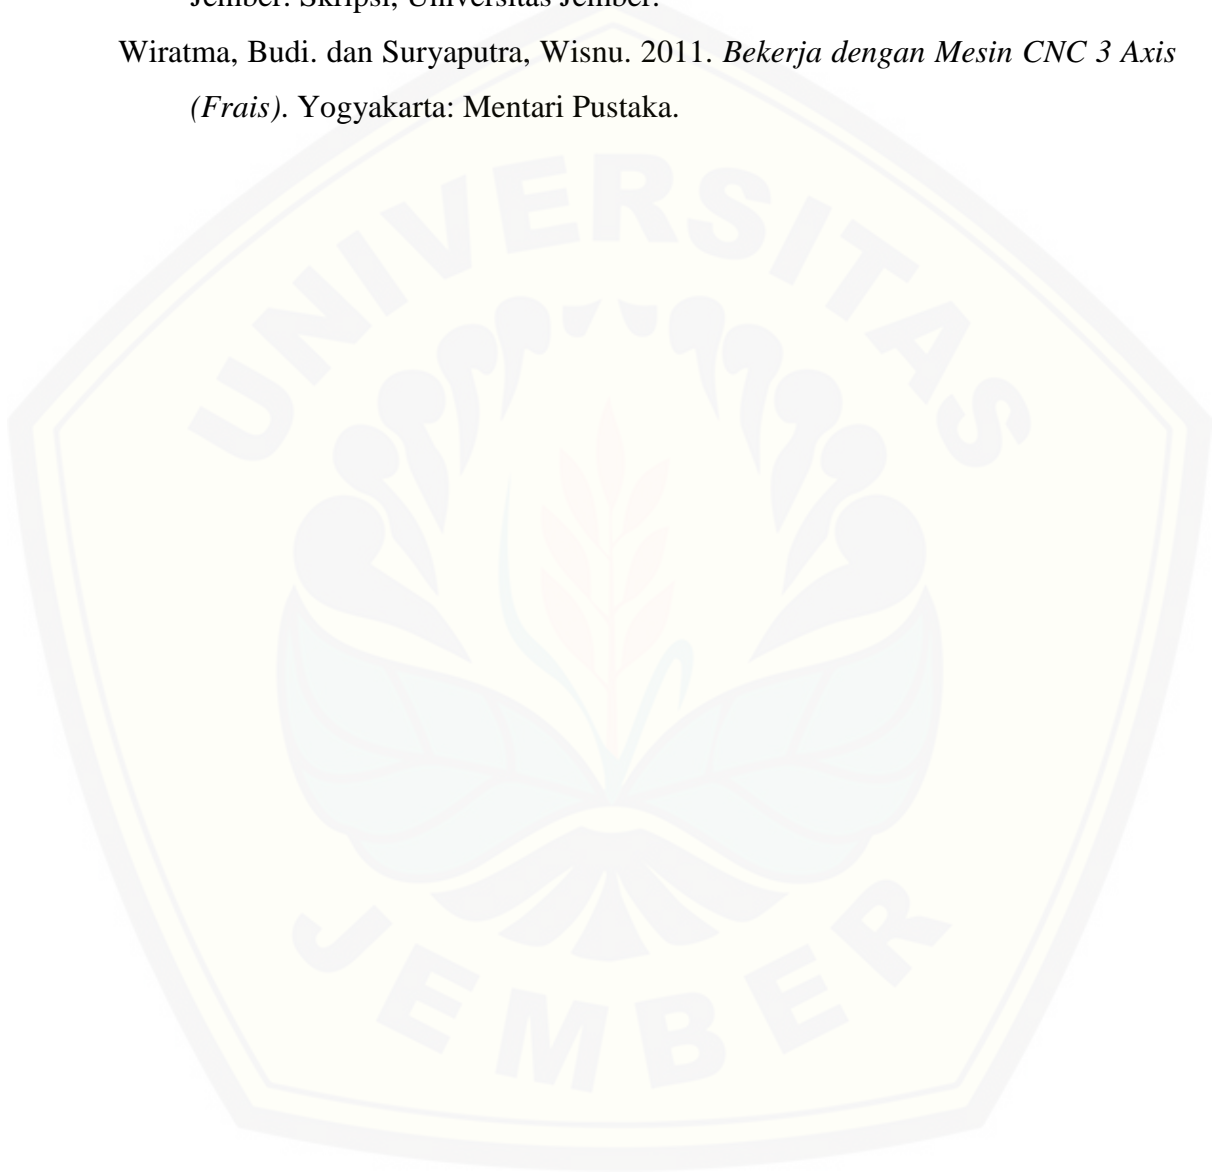 Jember: Skripsi, Universitas Jember.
Wiratma, Budi. dan Suryaputra, Wisnu. 2011. Bekerja dengan Mesin CNC 3 Axis
(Frais). Yogyakarta: Mentari Pustaka.
UNIVERSITAS
JEMBER